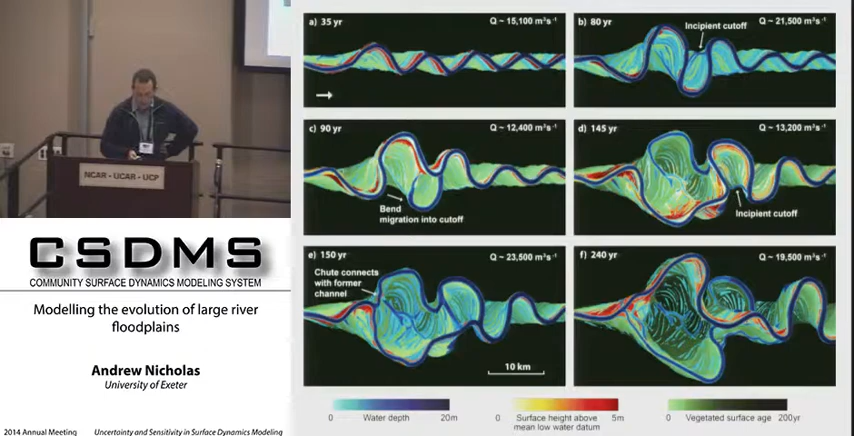 NCAR - UCAR - UCP
CSDMS
COMMUNITY SURFACE DYNAMICS MODELING SYSTEM
Modelling the evolution of large river
floodplains
Andrew Nicholas
University of Exeter
2014 Annual Meeting
Uncertainty and Sensitivity in Surface Dynamics Modeling
a) 35 yr
Q ~ 15,100 m³s⁻¹
b) 80 yr
Q ~ 21,500 m³s⁻¹
Incipient cutoff
c) 90 yr
Q ~ 12,400 m³s⁻¹
Bend
migration into cutoff
d) 145 yr
Q ~ 13,200 m³s⁻¹
Incipient cutoff
e) 150 yr
Q ~ 23,500 m³s⁻¹
Chute connects
with former
channel
10 km
f) 240 yr
Q ~ 19,500 m³s⁻¹
0 Water depth 20m
0 Surface height above 5m
mean low water datum
0 Vegetated surface age 200yr